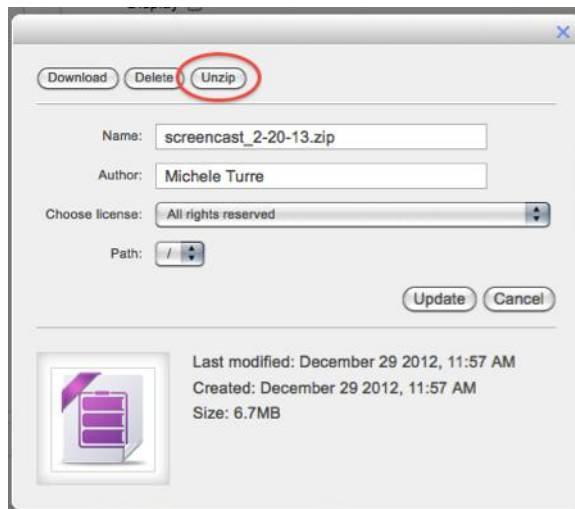 Display
Download Delete Unzip
Name: screencast_2-20-13.zip
Author: Michele Turre
Choose license: All rights reserved
Path: /
Update Cancel
Last modified: December 29 2012, 11:57 AM
Created: December 29 2012, 11:57 AM
Size: 6.7MB